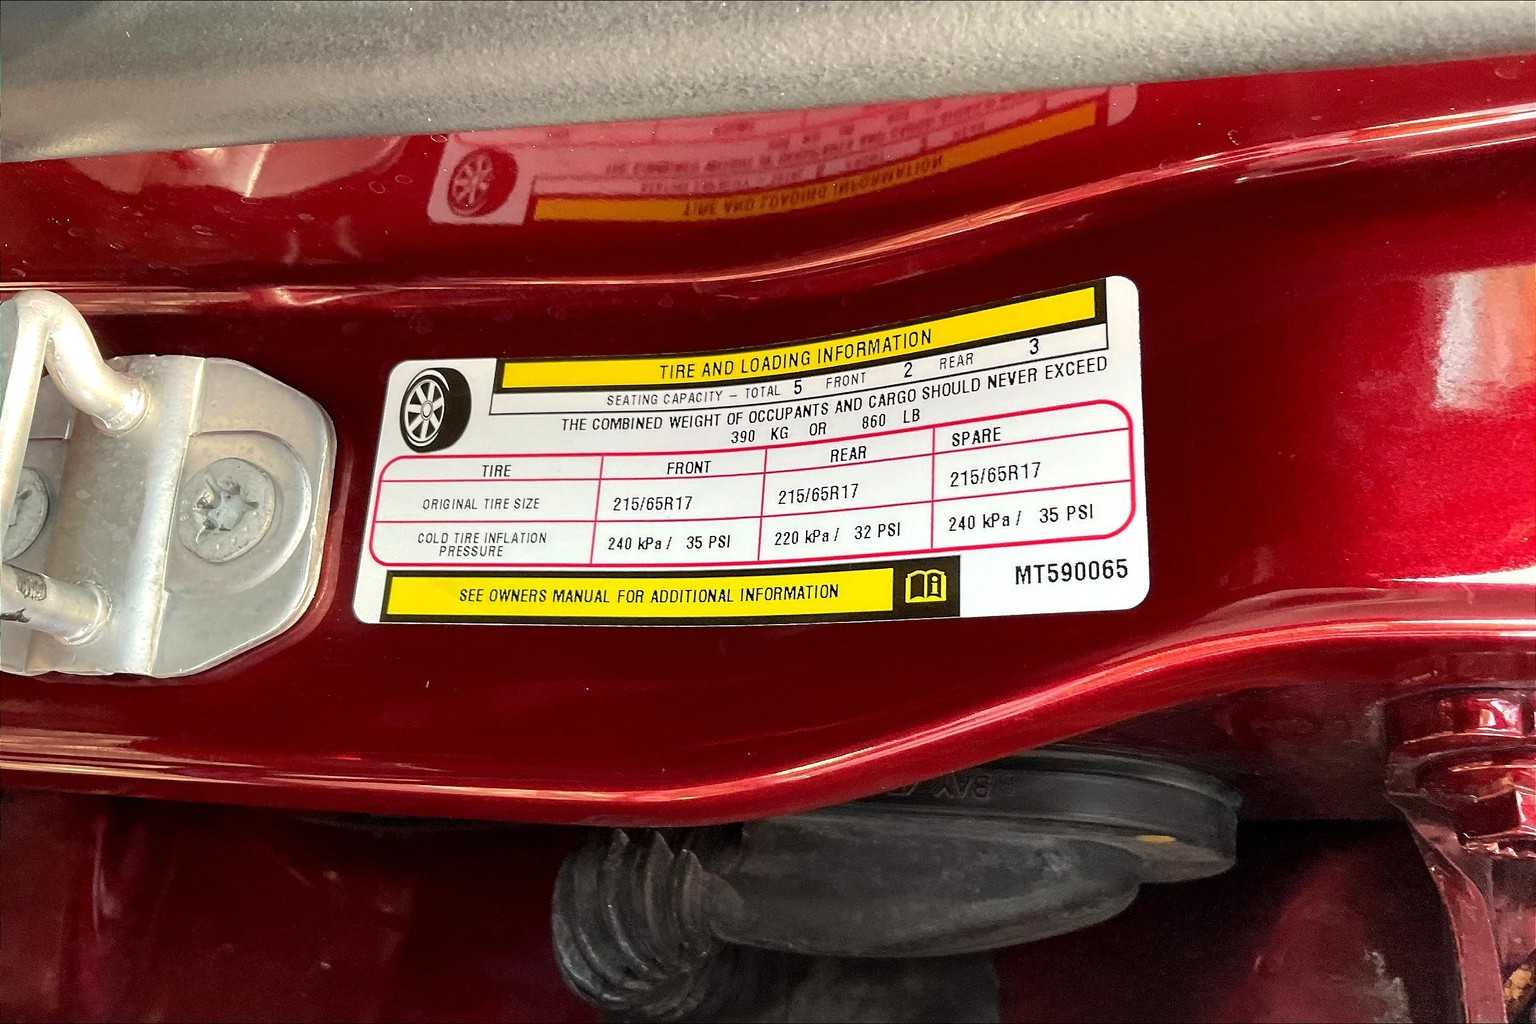 TIRE AND LOADING INFORMATION
SEATING CAPACITY – TOTAL 5 FRONT 2 REAR 3
THE COMBINED WEIGHT OF OCCUPANTS AND CARGO SHOULD NEVER EXCEED
390 KG OR 860 LB
TIRE FRONT REAR SPARE
ORIGINAL TIRE SIZE 215/65R17 215/65R17 215/65R17
COLD TIRE INFLATION PRESSURE 240 kPa / 35 PSI 220 kPa / 32 PSI 240 kPa / 35 PSI
SEE OWNERS MANUAL FOR ADDITIONAL INFORMATION
MT590065